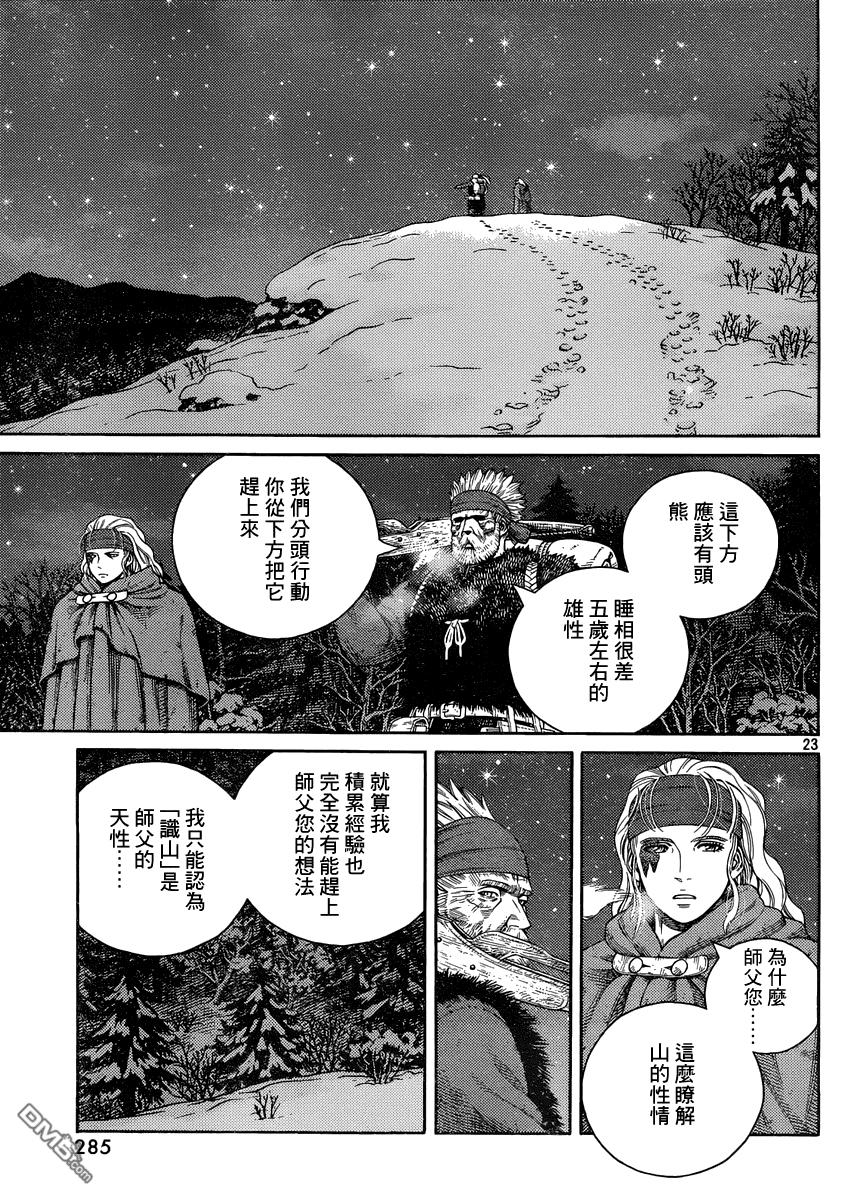 這下方
應該有頭
熊
睡相很差
五歲左右的
雄性
我們分頭行動
你從下方把它
趕上來
23
為什麼
師父您……
這麼瞭解
山的性情
就算我
積累經驗也
完全沒有能趕上
師父您的想法
我只能認為
「識山」是
師父的
天性……
285